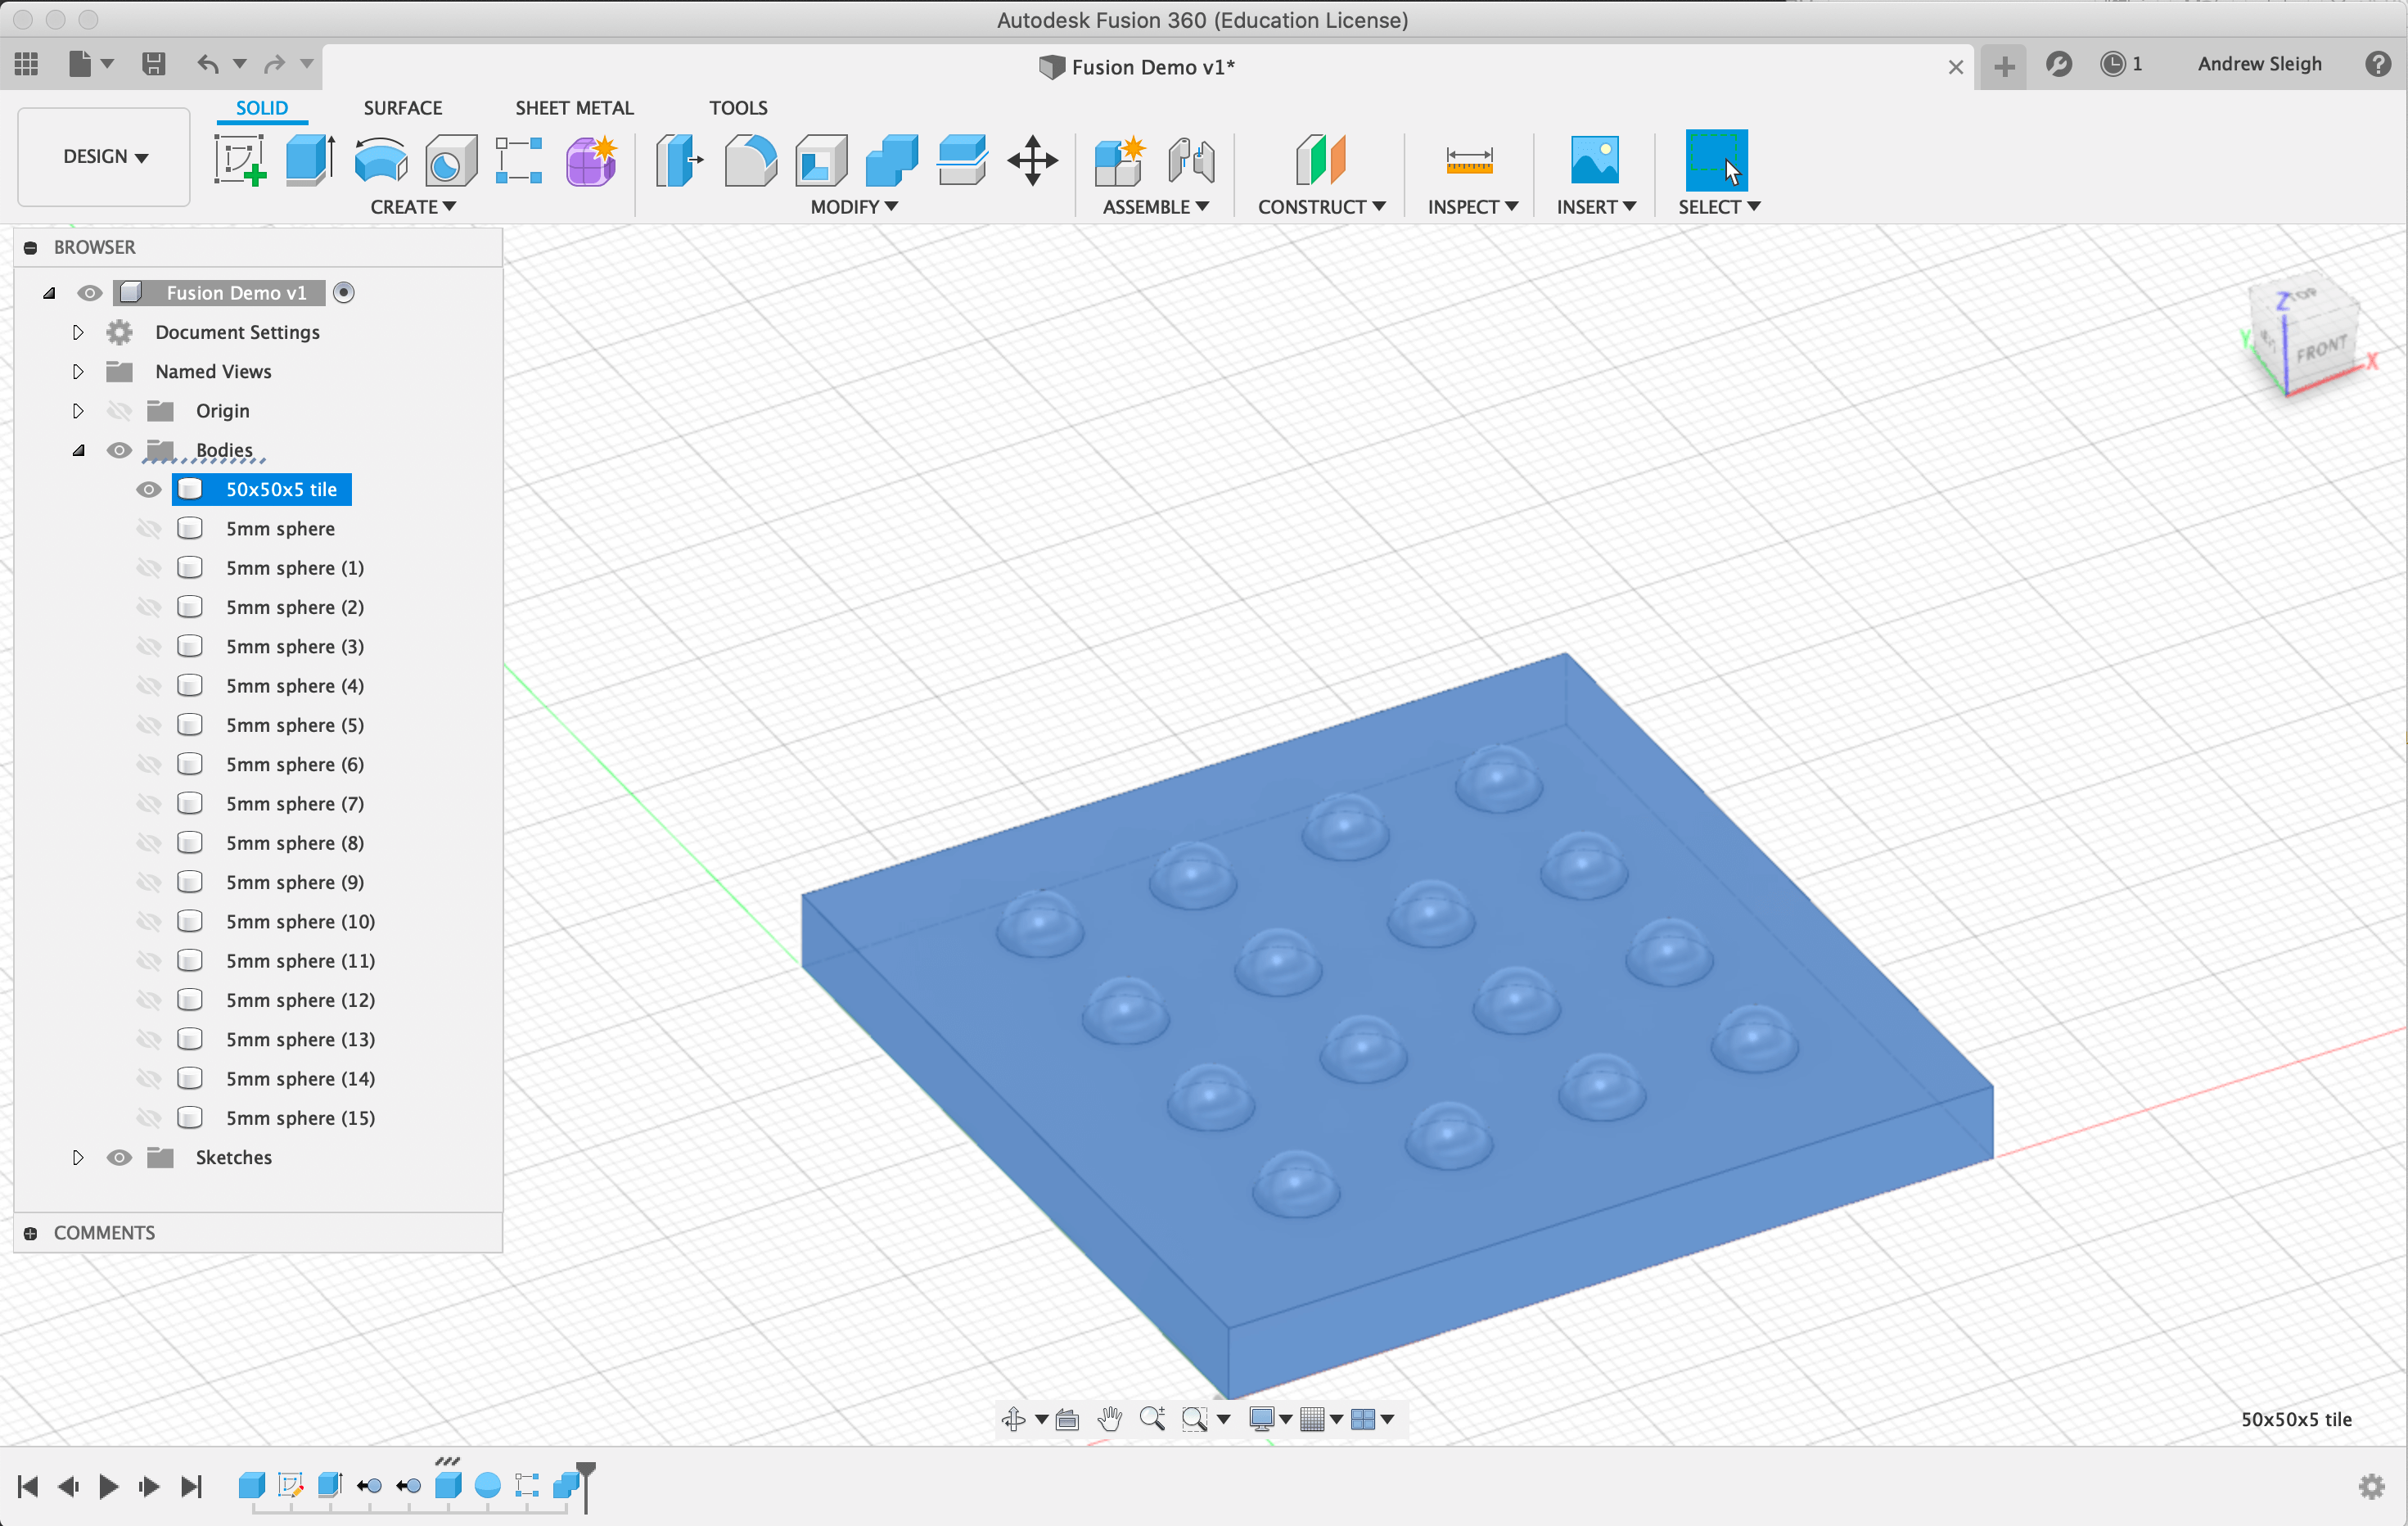 Autodesk Fusion 360 (Education License)
Fusion Demo v1*
1
Andrew Sleigh
SOLID SURFACE SHEET METAL TOOLS
DESIGN
CREATE MODIFY ASSEMBLE CONSTRUCT INSPECT INSERT SELECT
BROWSER
Fusion Demo v1
Document Settings
Named Views
Origin
Bodies
50x50x5 tile
5mm sphere
5mm sphere (1)
5mm sphere (2)
5mm sphere (3)
5mm sphere (4)
5mm sphere (5)
5mm sphere (6)
5mm sphere (7)
5mm sphere (8)
5mm sphere (9)
5mm sphere (10)
5mm sphere (11)
5mm sphere (12)
5mm sphere (13)
5mm sphere (14)
5mm sphere (15)
Sketches
COMMENTS
Z
TOP
Y
FRONT
X
50x50x5 tile